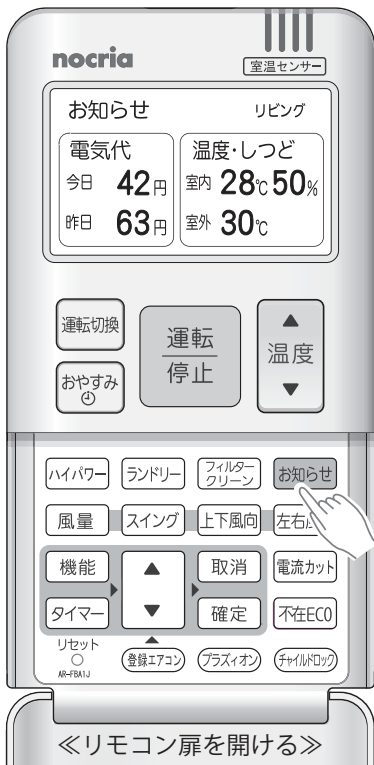 nocria
室温センサー
お知らせ リビング
電気代 温度・しつど
今日 42円 室内 28℃ 50%
昨日 63円 室外 30℃
運転切換
運転
停止
温度
おやすみ
ハイパワー ランドリー フィルター
クリーン お知らせ
風量 スイング 上下風向 左右
機能 取消 電流カット
タイマー 確定 不在ECO
リセット
登録エアコン プラズィオン チャイルドロック
AR-FBA1J
≪リモコン扉を開ける≫